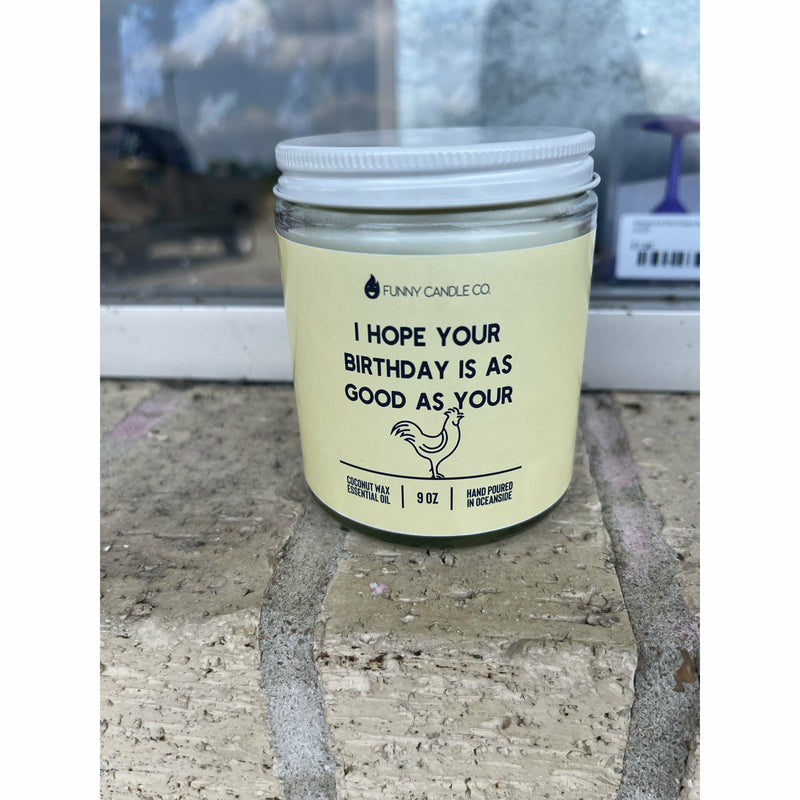 FUNNY CANDLE CO.
I HOPE YOUR
BIRTHDAY IS AS
GOOD AS YOUR
COCONUT WAX
ESSENTIAL OIL
9 OZ
HAND POURED
IN OCEANSIDE